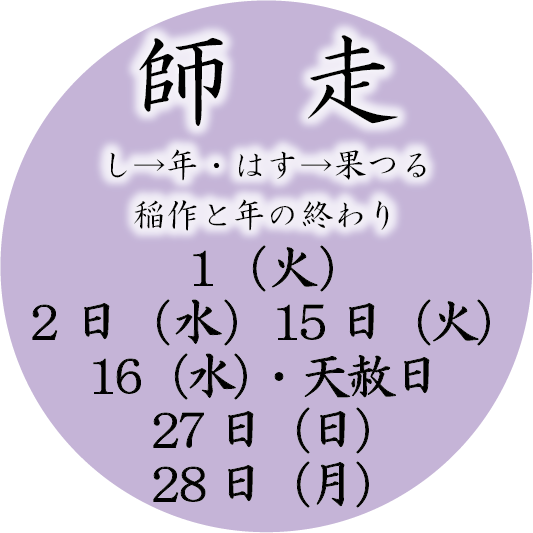 師 走
し→年・はす→果つる
稲作と年の終わり
1（火）
2日（水）15日（火）
16（水）・天赦日
27日（日）
28日（月）